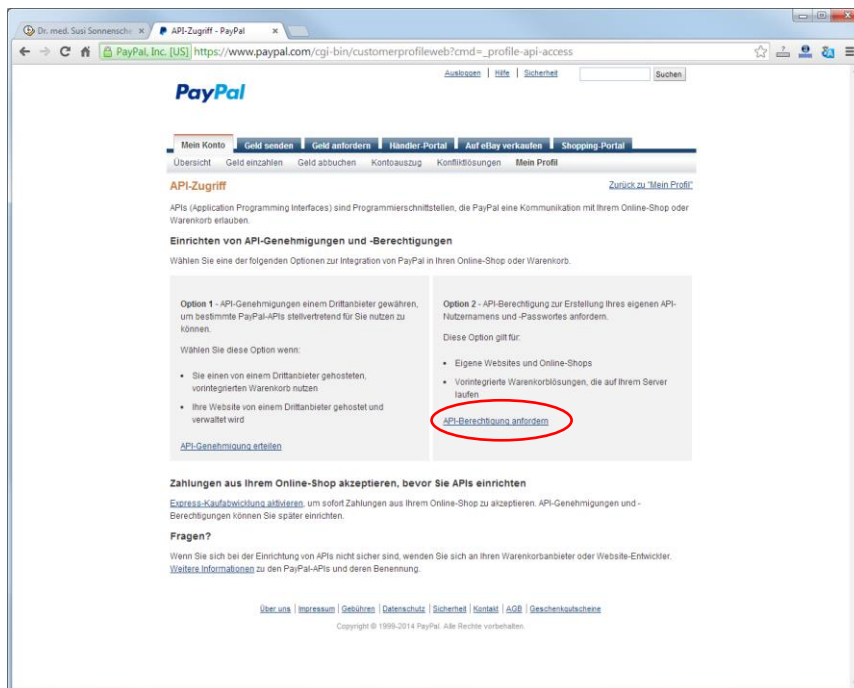 Dr. med. Susi Sonnensche
API-Zugriff - PayPal
PayPal, Inc. [US] https://www.paypal.com/cgi-bin/customerprofileweb?cmd=_profile-api-access
Ausloggen | Hilfe | Sicherheit
Suchen
PayPal
Mein Konto Geld senden Geld anfordern Händler-Portal Auf eBay verkaufen Shopping-Portal
Übersicht Geld einzahlen Geld abbuchen Kontoauszug Konfliktlösungen Mein Profil
API-Zugriff
Zurück zu "Mein Profil"
APIs (Application Programming Interfaces) sind Programmierschnittstellen, die PayPal eine Kommunikation mit Ihrem Online-Shop oder
Warenkorb erlauben.
Einrichten von API-Genehmigungen und -Berechtigungen
Wählen Sie eine der folgenden Optionen zur Integration von PayPal in Ihren Online-Shop oder Warenkorb.
Option 1 - API-Genehmigungen einem Drittanbieter gewähren,
um bestimmte PayPal-APIs stellvertretend für Sie nutzen zu
können.
Wählen Sie diese Option wenn:
• Sie einen von einem Drittanbieter gehosteten,
vorintegrierten Warenkorb nutzen
• Ihre Website von einem Drittanbieter gehostet und
verwaltet wird
API-Genehmigung erteilen
Option 2 - API-Berechtigung zur Erstellung Ihres eigenen API-
Nutzernamens und -Passwortes anfordern.
Diese Option gilt für:
• Eigene Websites und Online-Shops
• Vorintegrierte Warenkorblösungen, die auf Ihrem Server
laufen
API-Berechtigung anfordern
Zahlungen aus Ihrem Online-Shop akzeptieren, bevor Sie APIs einrichten
Express-Kaufabwicklung aktivieren, um sofort Zahlungen aus Ihrem Online-Shop zu akzeptieren. API-Genehmigungen und -
Berechtigungen können Sie später einrichten.
Fragen?
Wenn Sie sich bei der Einrichtung von APIs nicht sicher sind, wenden Sie sich an Ihren Warenkorbanbieter oder Website-Entwickler.
Weitere Informationen zu den PayPal-APIs und deren Benennung.
Über uns | Impressum | Gebühren | Datenschutz | Sicherheit | Kontakt | AGB | Geschenkgutscheine
Copyright © 1999-2014 PayPal. Alle Rechte vorbehalten.